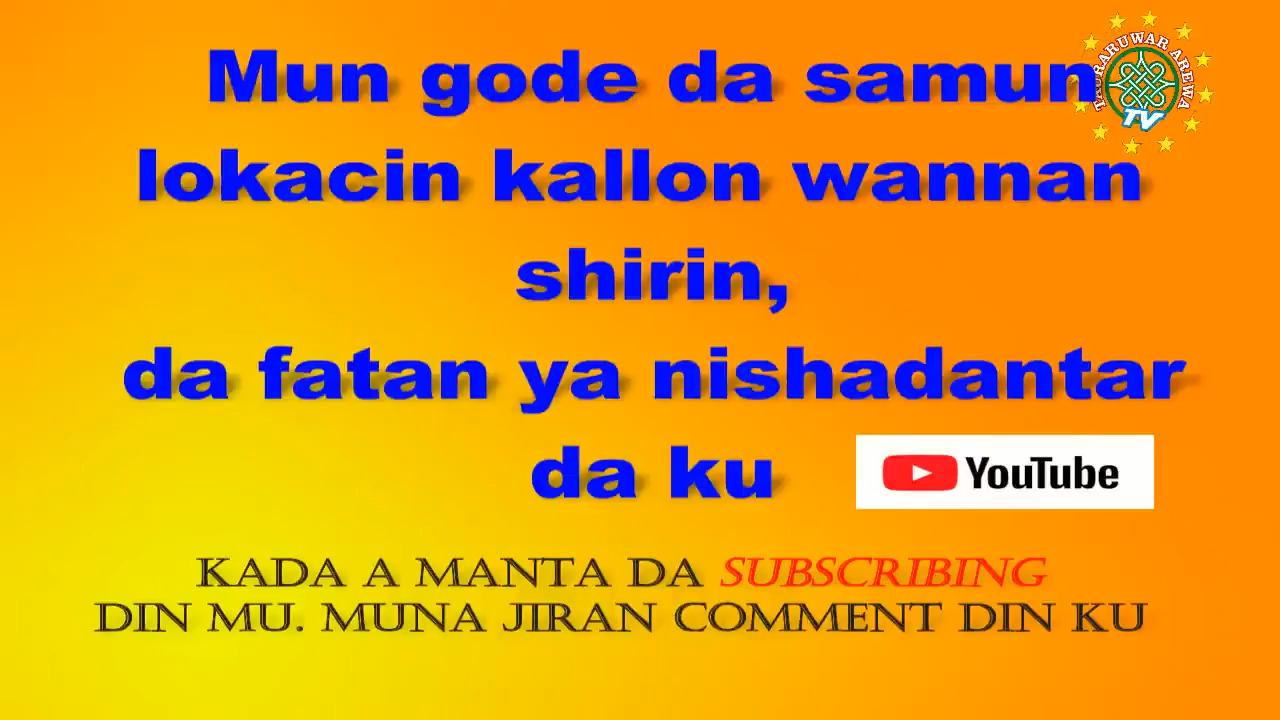 Mun gode da samun
lokacin kallon wannan
shirin,
da fatan ya nishadantar
da ku
YouTube
KADA A MANTA DA SUBSCRIBING
DIN MU. MUNA JIRAN COMMENT DIN KU
TV